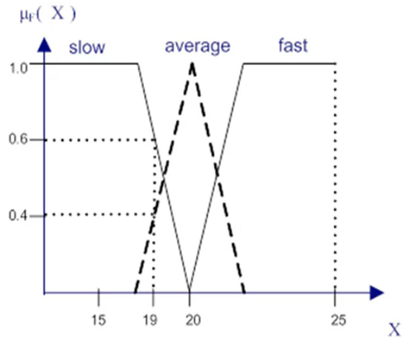 μF( X )
slow average fast
1.0
0.6
0.4
15 19 20 25
X